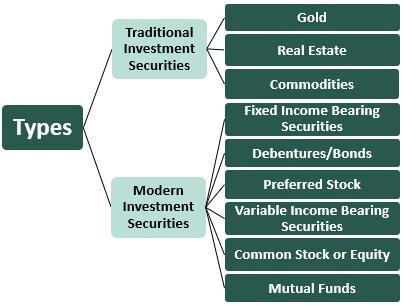 Types
Traditional
Investment
Securities
Gold
Real Estate
Commodities
Modern
Investment
Securities
Fixed Income Bearing
Securities
Debentures/Bonds
Preferred Stock
Variable Income Bearing
Securities
Common Stock or Equity
Mutual Funds